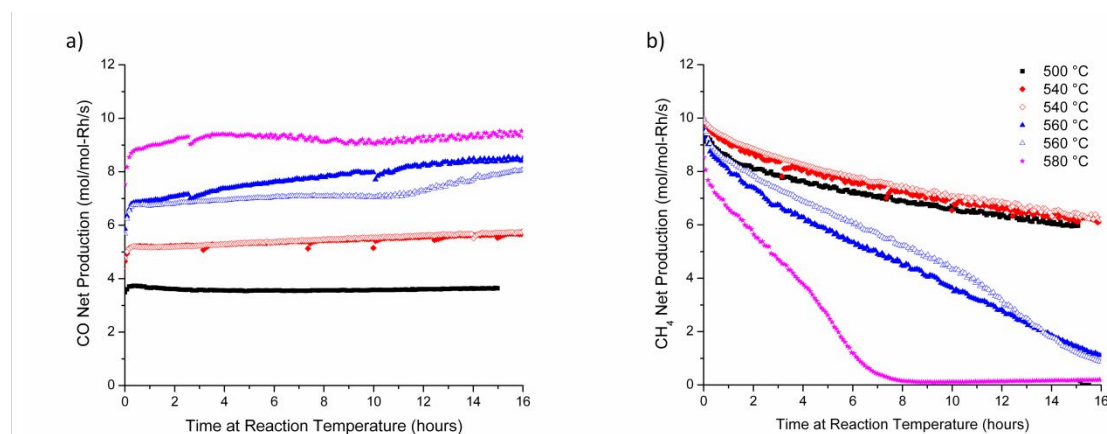 a)
CO Net Production (mol/mol-Rh/s)
12
10
8
6
4
2
0
0 2 4 6 8 10 12 14 16
Time at Reaction Temperature (hours)
b)
CH₄ Net Production (mol/mol-Rh/s)
12
10
8
6
4
2
0
0 2 4 6 8 10 12 14 16
Time at Reaction Temperature (hours)
500 °C
540 °C
540 °C
560 °C
560 °C
580 °C